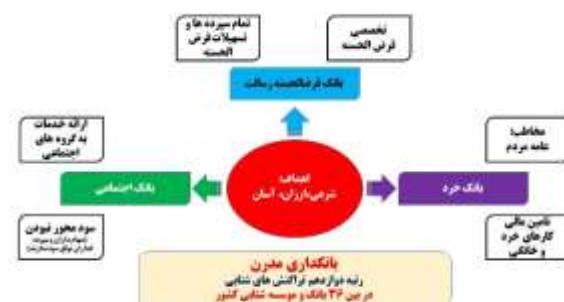 تخصصی
قرض الحسنه
تمام سپرده ها و
تسهیلات قرض
الحسنه
بانک قرض‌الحسنه رسالت
مخاطب:
عامه مردم
ارائه خدمات
به گروه های
اجتماعی
اهداف:
شرعی،ارزان، آسان
بانک خرد
بانک اجتماعی
تامین مالی
کارهای خرد
و خانگی
سود محور نبودن
بانکداری مدرن
رتبه دوازدهم تراکنش های شتابی
در بین ۳۶ بانک و موسسه شتابی کشور